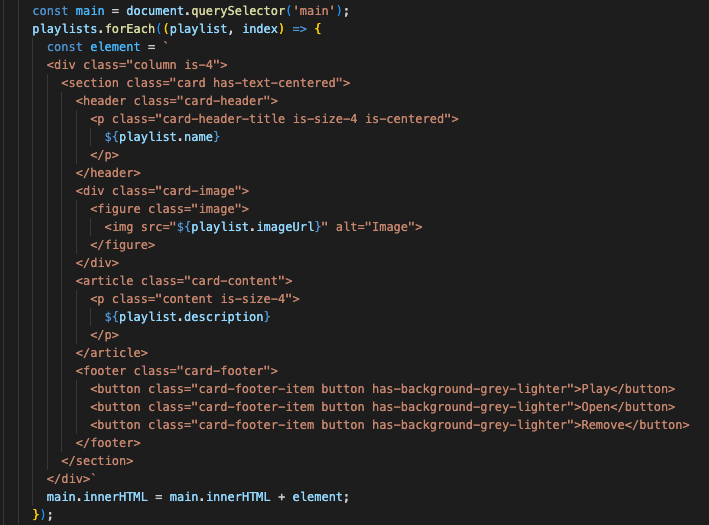 const main = document.querySelector('main');
playlists.forEach((playlist, index) => {
const element = `
<div class="column is-4">
<section class="card has-text-centered">
<header class="card-header">
<p class="card-header-title is-size-4 is-centered">
${playlist.name}
</p>
</header>
<div class="card-image">
<figure class="image">
<img src="${playlist.imageUrl}" alt="Image">
</figure>
</div>
<article class="card-content">
<p class="content is-size-4">
${playlist.description}
</p>
</article>
<footer class="card-footer">
<button class="card-footer-item button has-background-grey-lighter">Play</button>
<button class="card-footer-item button has-background-grey-lighter">Open</button>
<button class="card-footer-item button has-background-grey-lighter">Remove</button>
</footer>
</section>
</div>`
main.innerHTML = main.innerHTML + element;
});